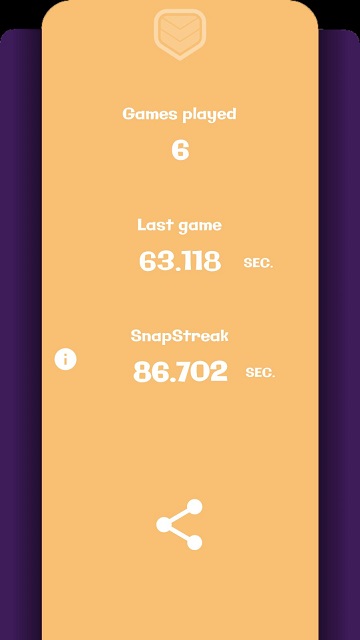 Games played
6
Last game
63.118 SEC.
SnapStreak
86.702 SEC.